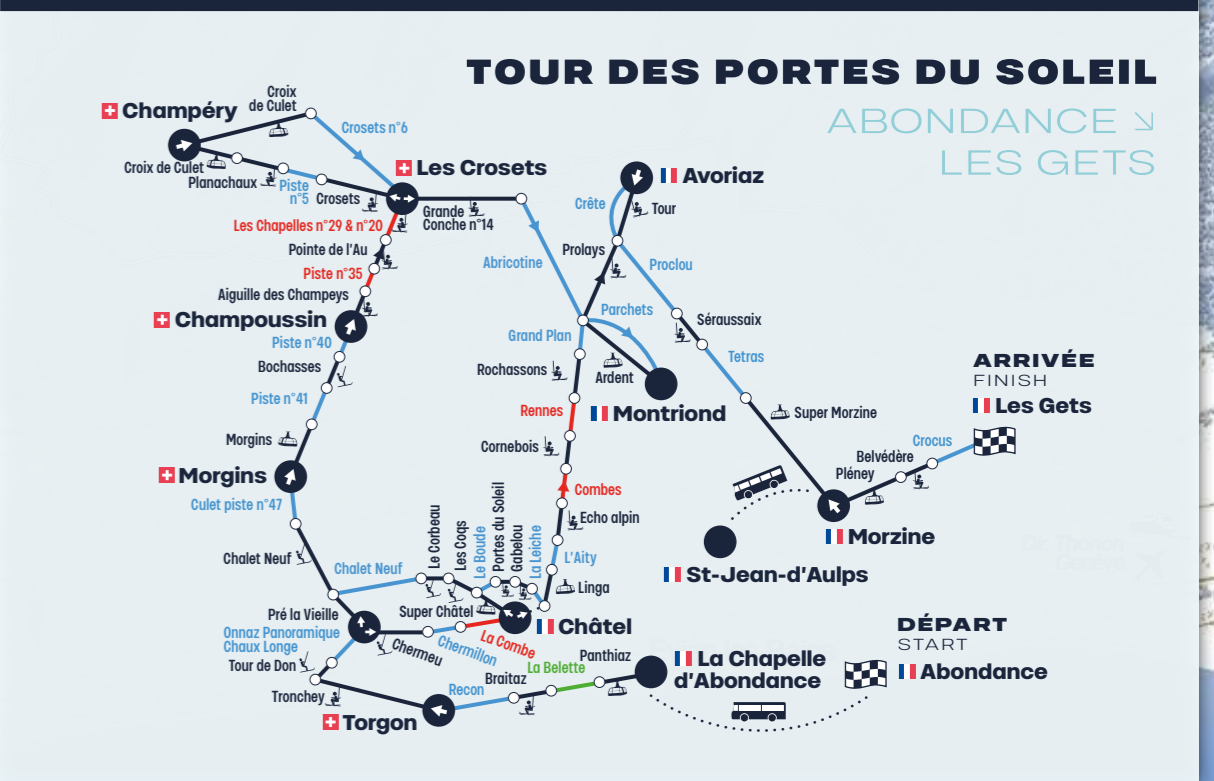 TOUR DES PORTES DU SOLEIL
ABONDANCE
LES GETS
Croix
de Culet
Champéry
Crosets n°6
Croix de Culet
Planachaux
Piste
n°5
Crosets
Les Crosets
Grande
Conche n°14
Les Chapelles n°29 & n°20
Pointe de l'Au
Piste n°35
Aiguille des Champeys
Champoussin
Piste n°40
Bochasses
Piste n°41
Morgins
Morgins
Culet piste n°47
Chalet Neuf
Chalet Neuf
Le Corbeau
Les Coqs
Le Boude
Portes du Soleil
Gabelou
La Leiche
Pré la Vieille
Super Châtel
Châtel
Onnaz Panoramique
Chaux Longe
Tour de Don
Tronchey
Chermeu
Chermillon
La Combe
Torgon
Recon
Braitaz
La Belette
Panthiaz
La Chapelle
d'Abondance
DÉPART
START
Abondance
Abricotine
Avoriaz
Crête
Tour
Prolays
Proclou
Parchets
Grand Plan
Rochassons
Ardent
Montriond
Rennes
Cornebois
Combes
Echo alpin
L'Aity
Linga
Séraussaix
Tetras
Super Morzine
ARRIVÉE
FINISH
Les Gets
Crocus
Belvédère
Pléney
Morzine
St-Jean-d'Aulps
Dir. Thonon
Genève